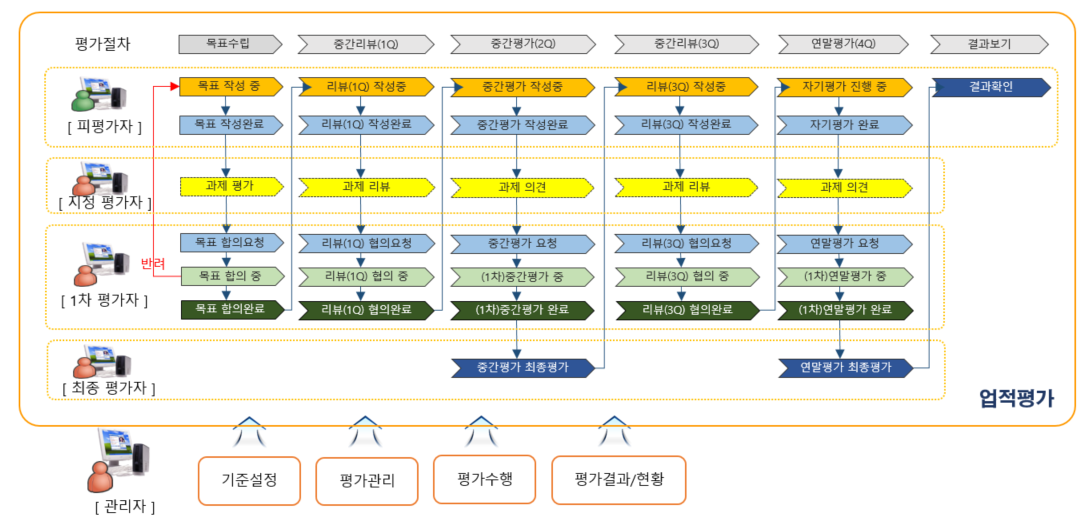 평가절차
목표수립
중간리뷰(1Q)
중간평가(2Q)
중간리뷰(3Q)
연말평가(4Q)
결과보기
[ 피평가자 ]
목표 작성 중
리뷰(1Q) 작성중
중간평가 작성중
리뷰(3Q) 작성중
자기평가 진행 중
결과확인
목표 작성완료
리뷰(1Q) 작성완료
중간평가 작성완료
리뷰(3Q) 작성완료
자기평가 완료
[ 지정 평가자 ]
과제 평가
과제 리뷰
과제 의견
과제 리뷰
과제 의견
[ 1차 평가자 ]
반려
목표 합의요청
리뷰(1Q) 협의요청
중간평가 요청
리뷰(3Q) 협의요청
연말평가 요청
목표 합의 중
리뷰(1Q) 협의 중
(1차)중간평가 중
리뷰(3Q) 협의 중
(1차)연말평가 중
목표 합의완료
리뷰(1Q) 협의완료
(1차)중간평가 완료
리뷰(3Q) 협의완료
(1차)연말평가 완료
[ 최종 평가자 ]
중간평가 최종평가
연말평가 최종평가
업적평가
[ 관리자 ]
기준설정
평가관리
평가수행
평가결과/현황